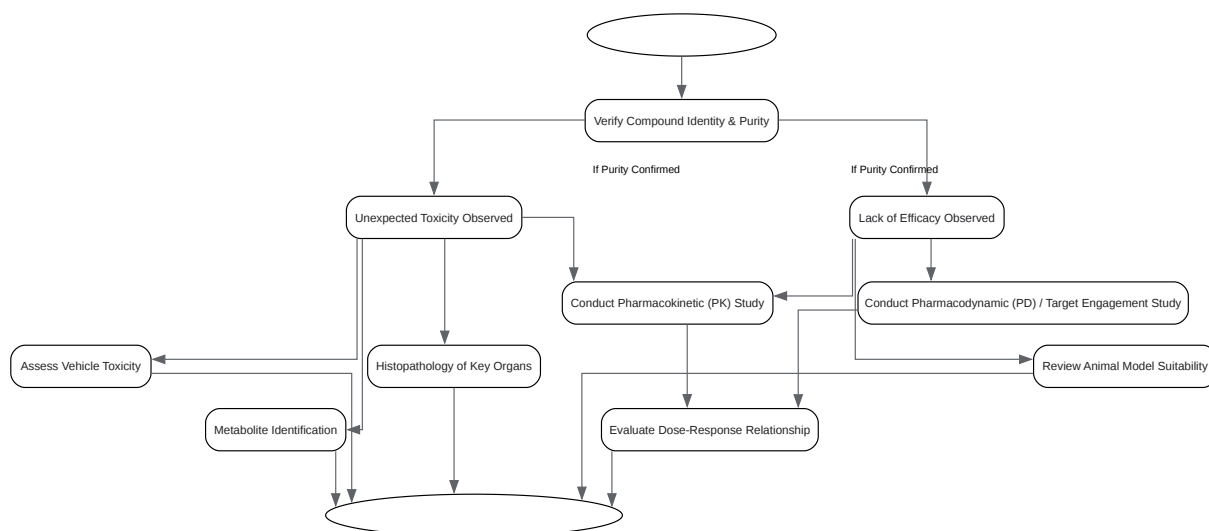 Verify Compound Identity & Purity
If Purity Confirmed
If Purity Confirmed
Unexpected Toxicity Observed
Lack of Efficacy Observed
Conduct Pharmacokinetic (PK) Study
Conduct Pharmacodynamic (PD) / Target Engagement Study
Assess Vehicle Toxicity
Histopathology of Key Organs
Review Animal Model Suitability
Metabolite Identification
Evaluate Dose-Response Relationship